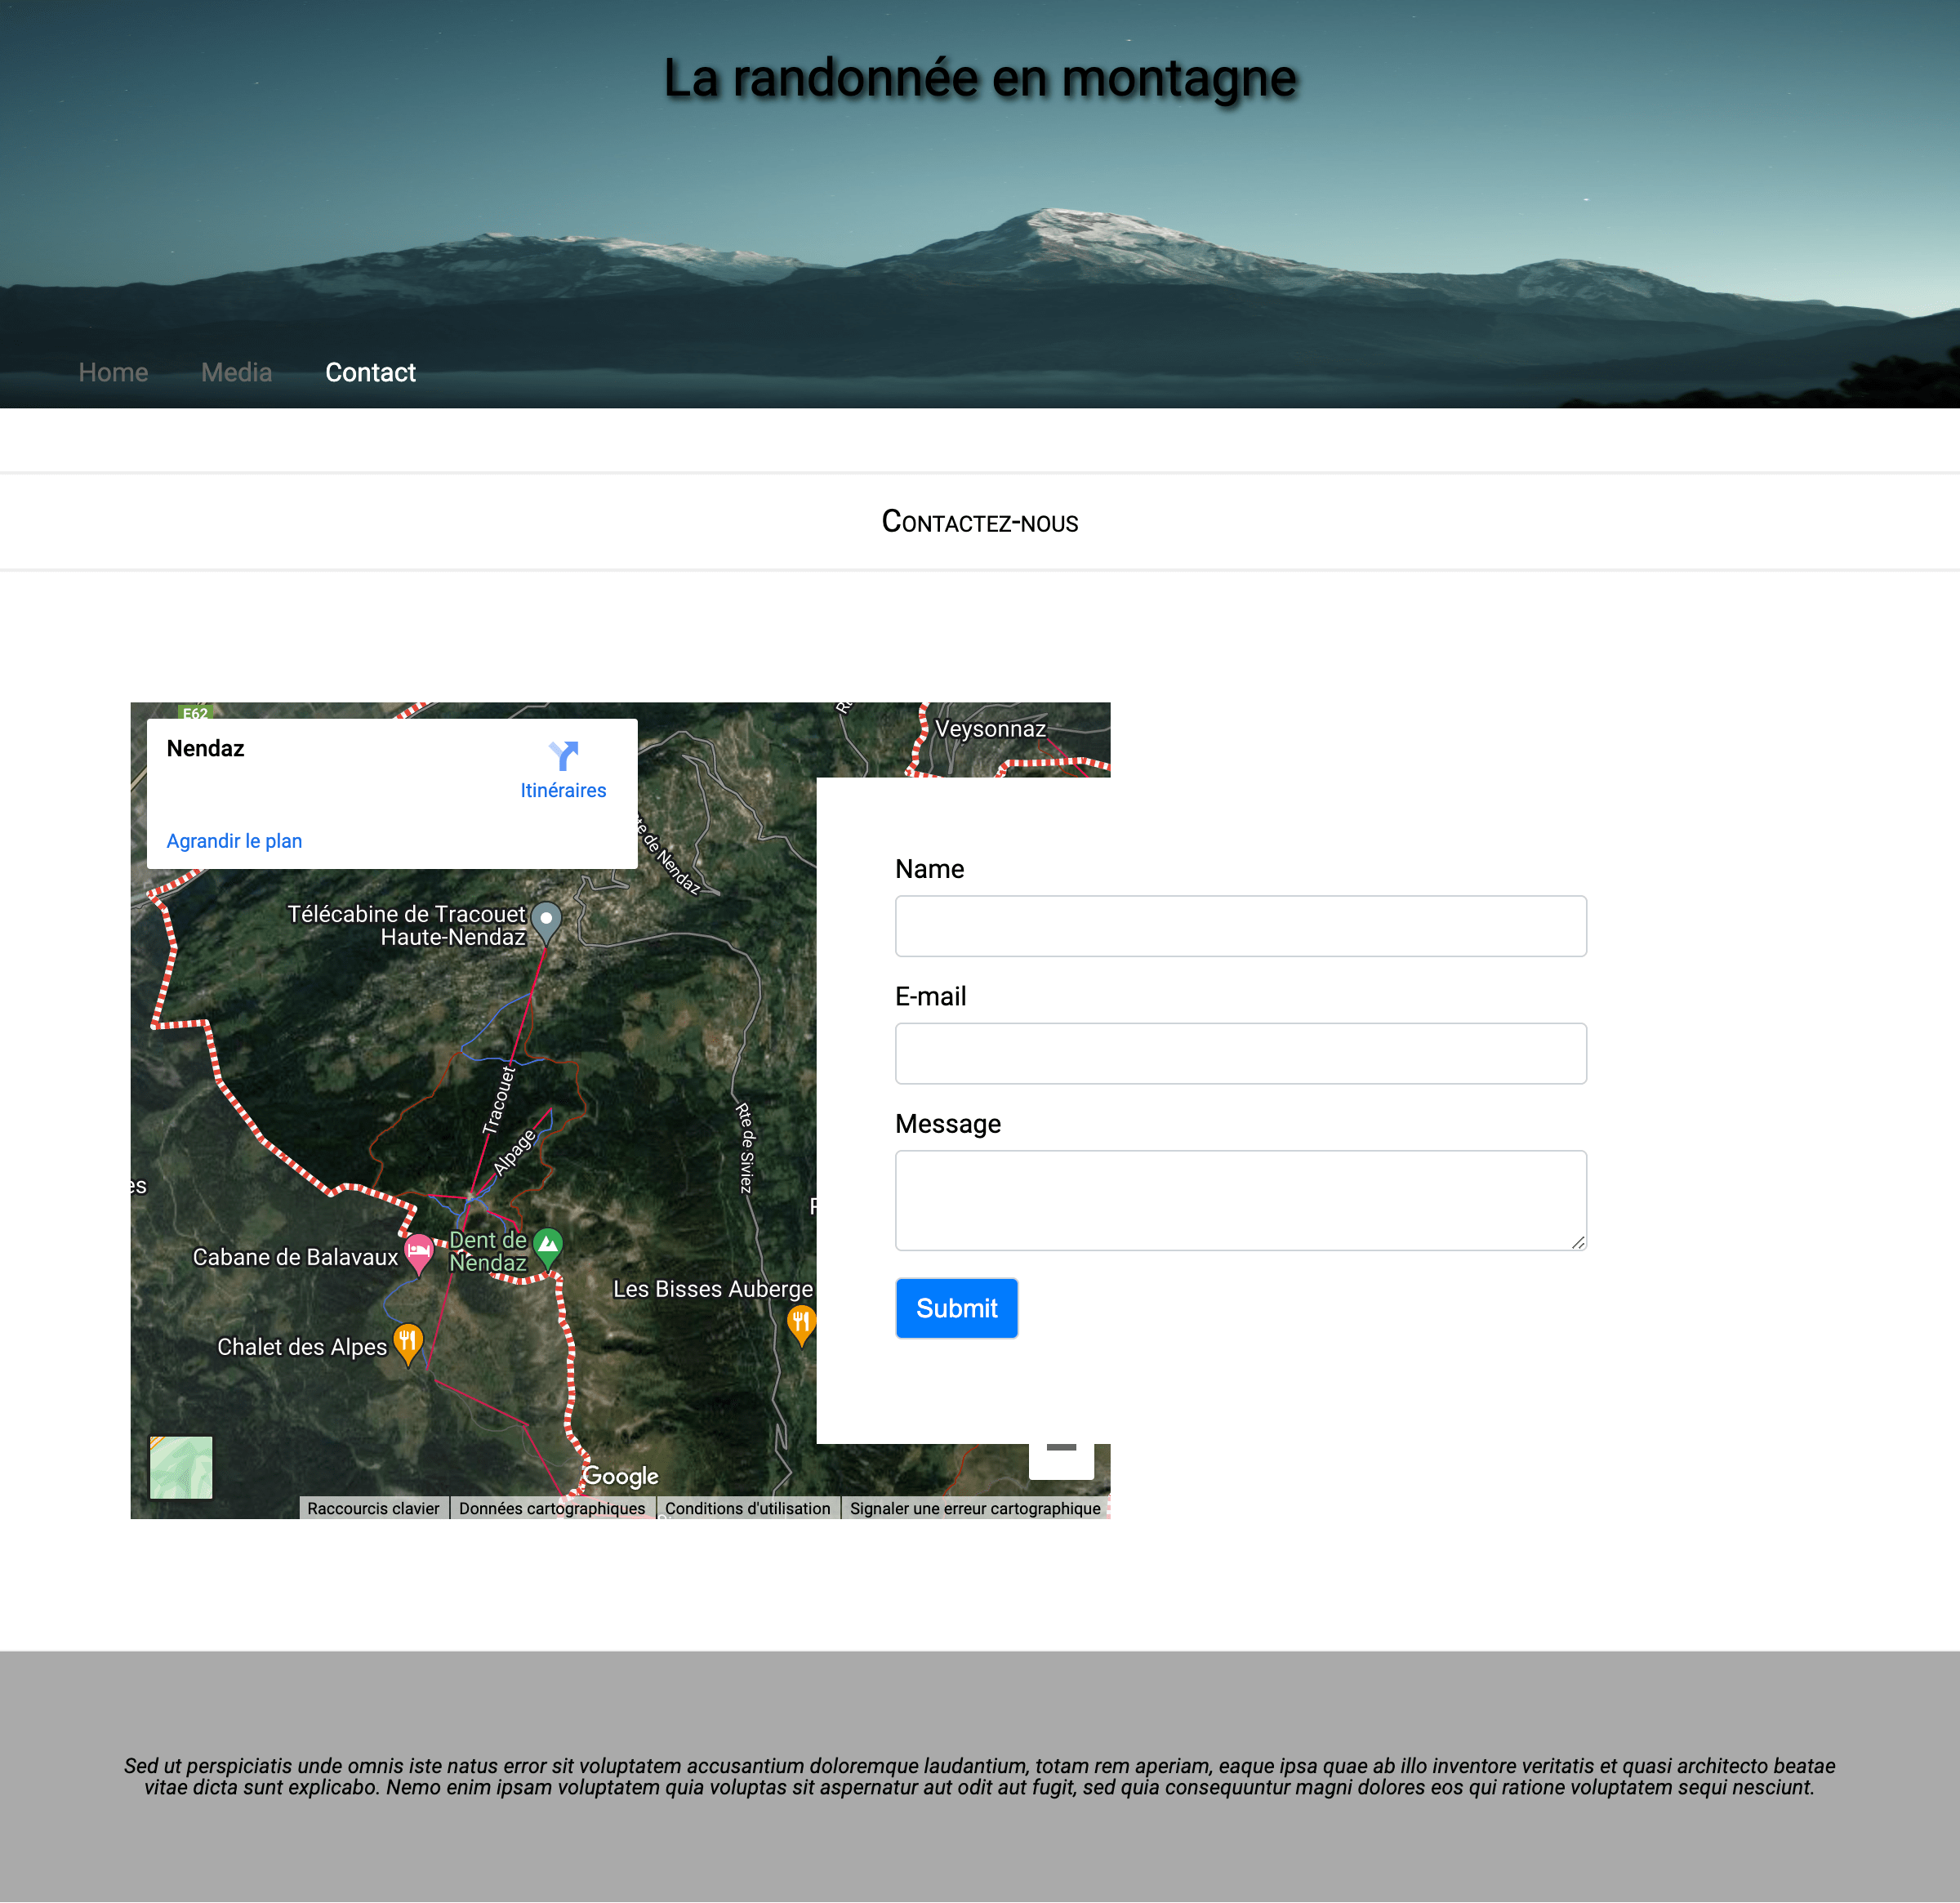 La randonnée en montagne
Home Media Contact
Contactez-nous
E62
Nendaz
Itinéraires
Agrandir le plan
Veysonnaz
te de Nendaz
Télécabine de Tracouet
Haute-Nendaz
Tracouet
Alpage
Rte de Siviez
es
Cabane de Balavaux
Dent de
Nendaz
Les Bisses Auberge
Chalet des Alpes
Google
Raccourcis clavier
Données cartographiques
Conditions d'utilisation
Signaler une erreur cartographique
Name
E-mail
Message
Submit
Sed ut perspiciatis unde omnis iste natus error sit voluptatem accusantium doloremque laudantium, totam rem aperiam, eaque ipsa quae ab illo inventore veritatis et quasi architecto beatae
vitae dicta sunt explicabo. Nemo enim ipsam voluptatem quia voluptas sit aspernatur aut odit aut fugit, sed quia consequuntur magni dolores eos qui ratione voluptatem sequi nesciunt.